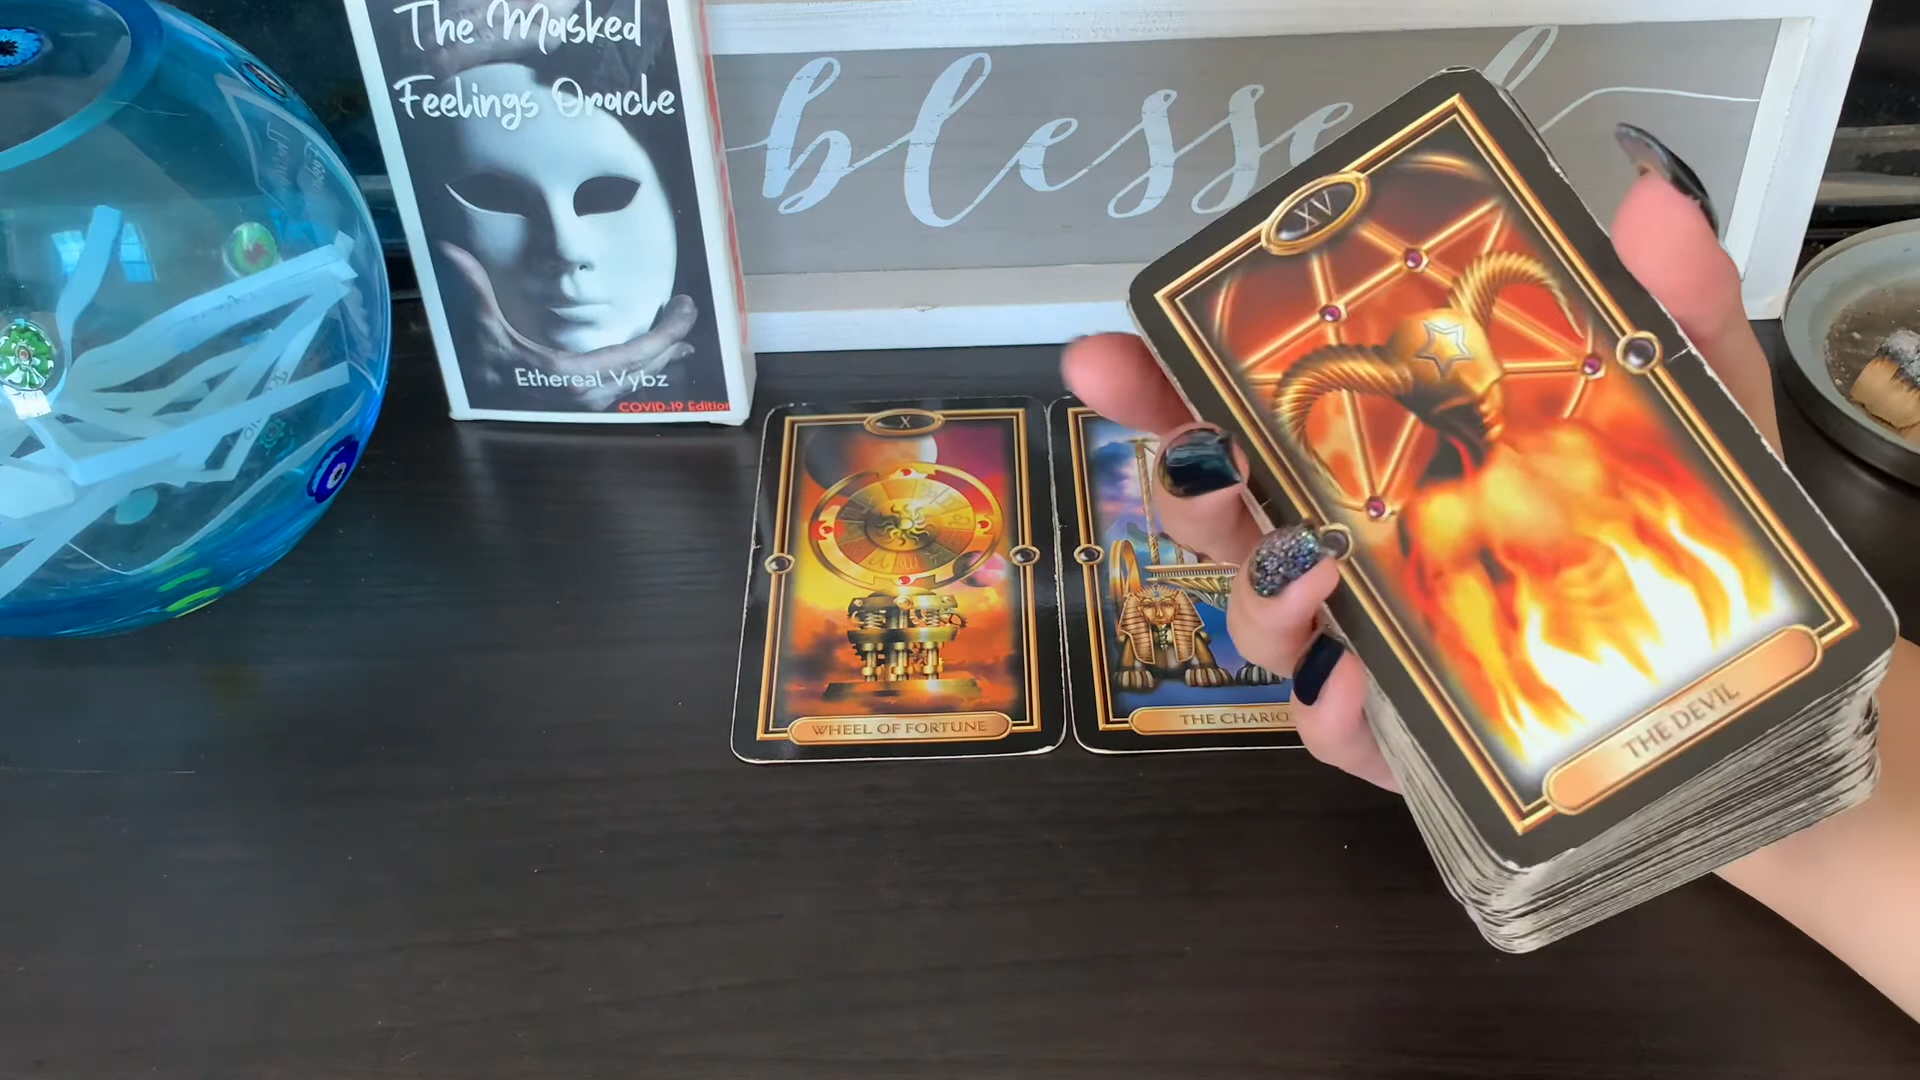 The Masked
Feelings Oracle
Ethereal Vybz
COVID-19 Edition
blessed
X
WHEEL OF FORTUNE
THE CHARIO
XV
THE DEVIL